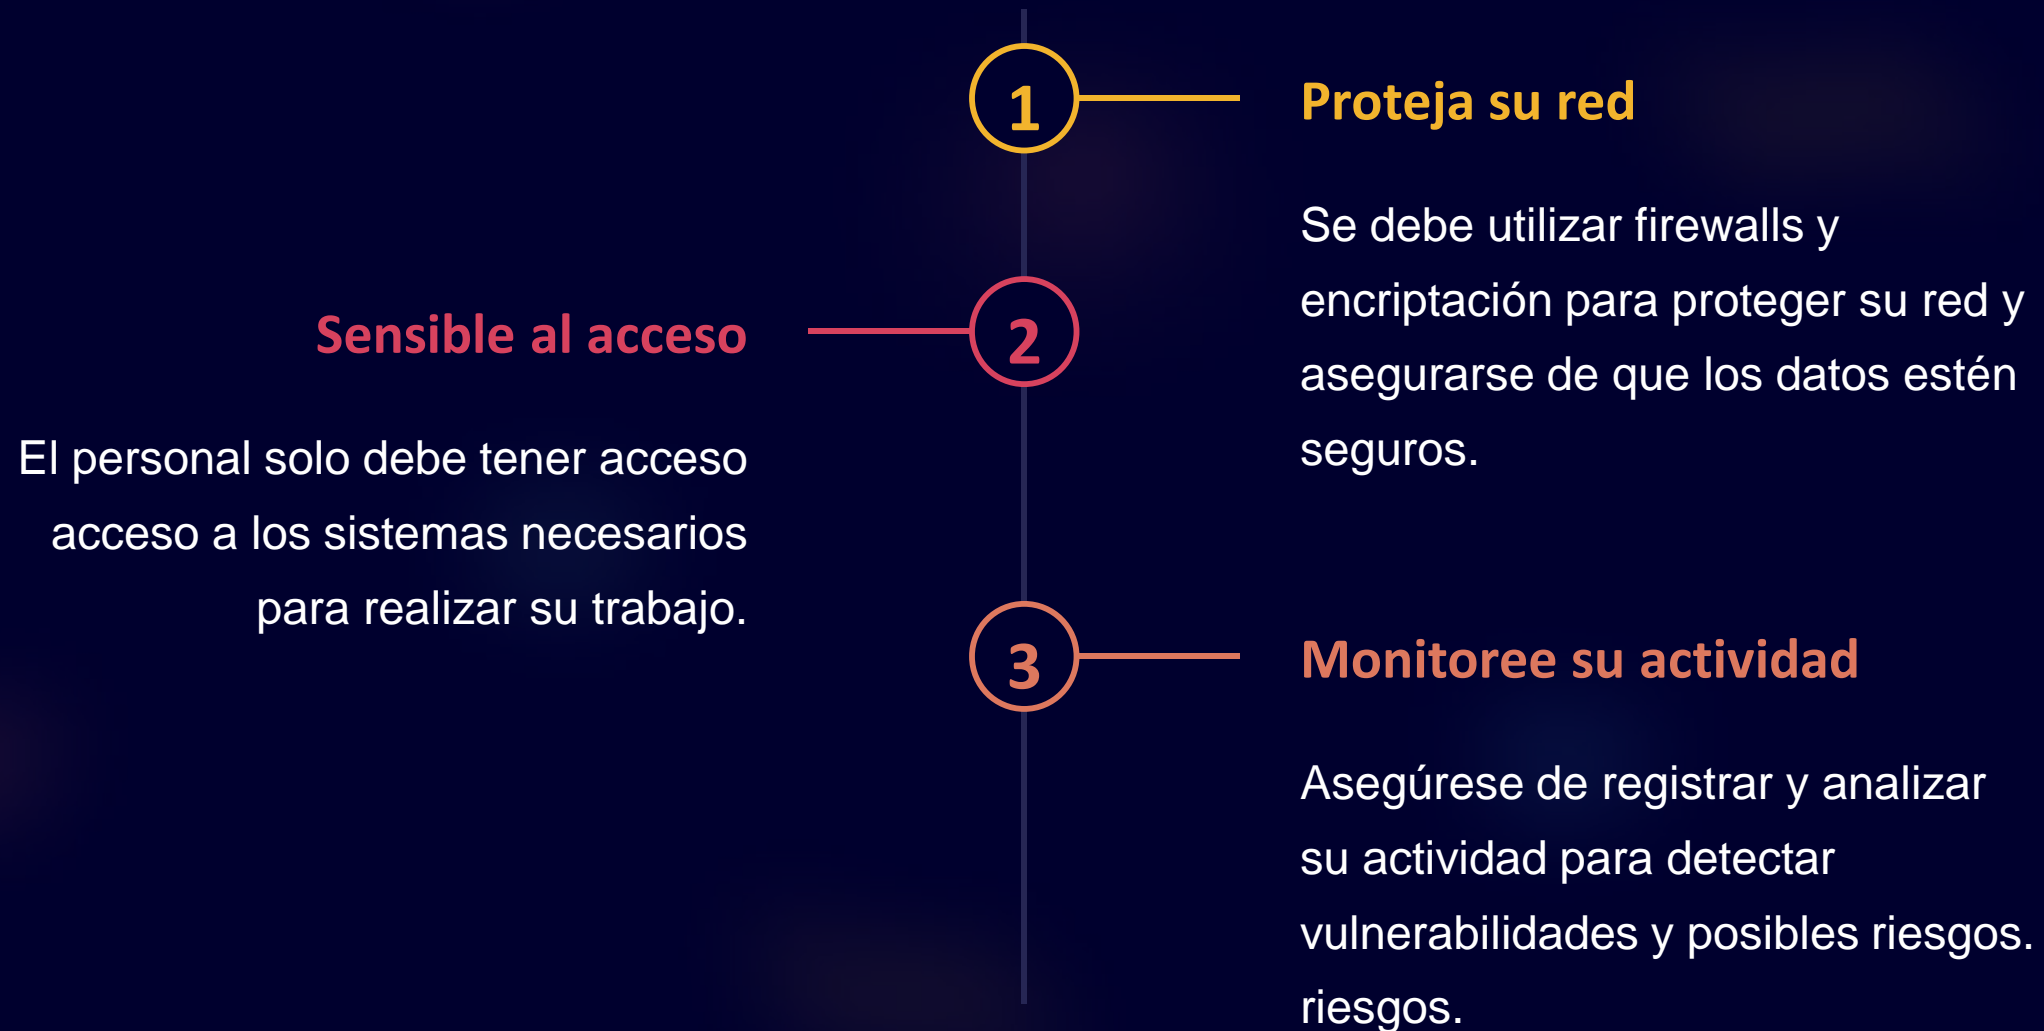 1
Proteja su red
Se debe utilizar firewalls y
encriptación para proteger su red y
asegurarse de que los datos estén
seguros.
2
Sensible al acceso
El personal solo debe tener acceso
acceso a los sistemas necesarios
para realizar su trabajo.
3
Monitoree su actividad
Asegúrese de registrar y analizar
su actividad para detectar
vulnerabilidades y posibles riesgos.
riesgos.